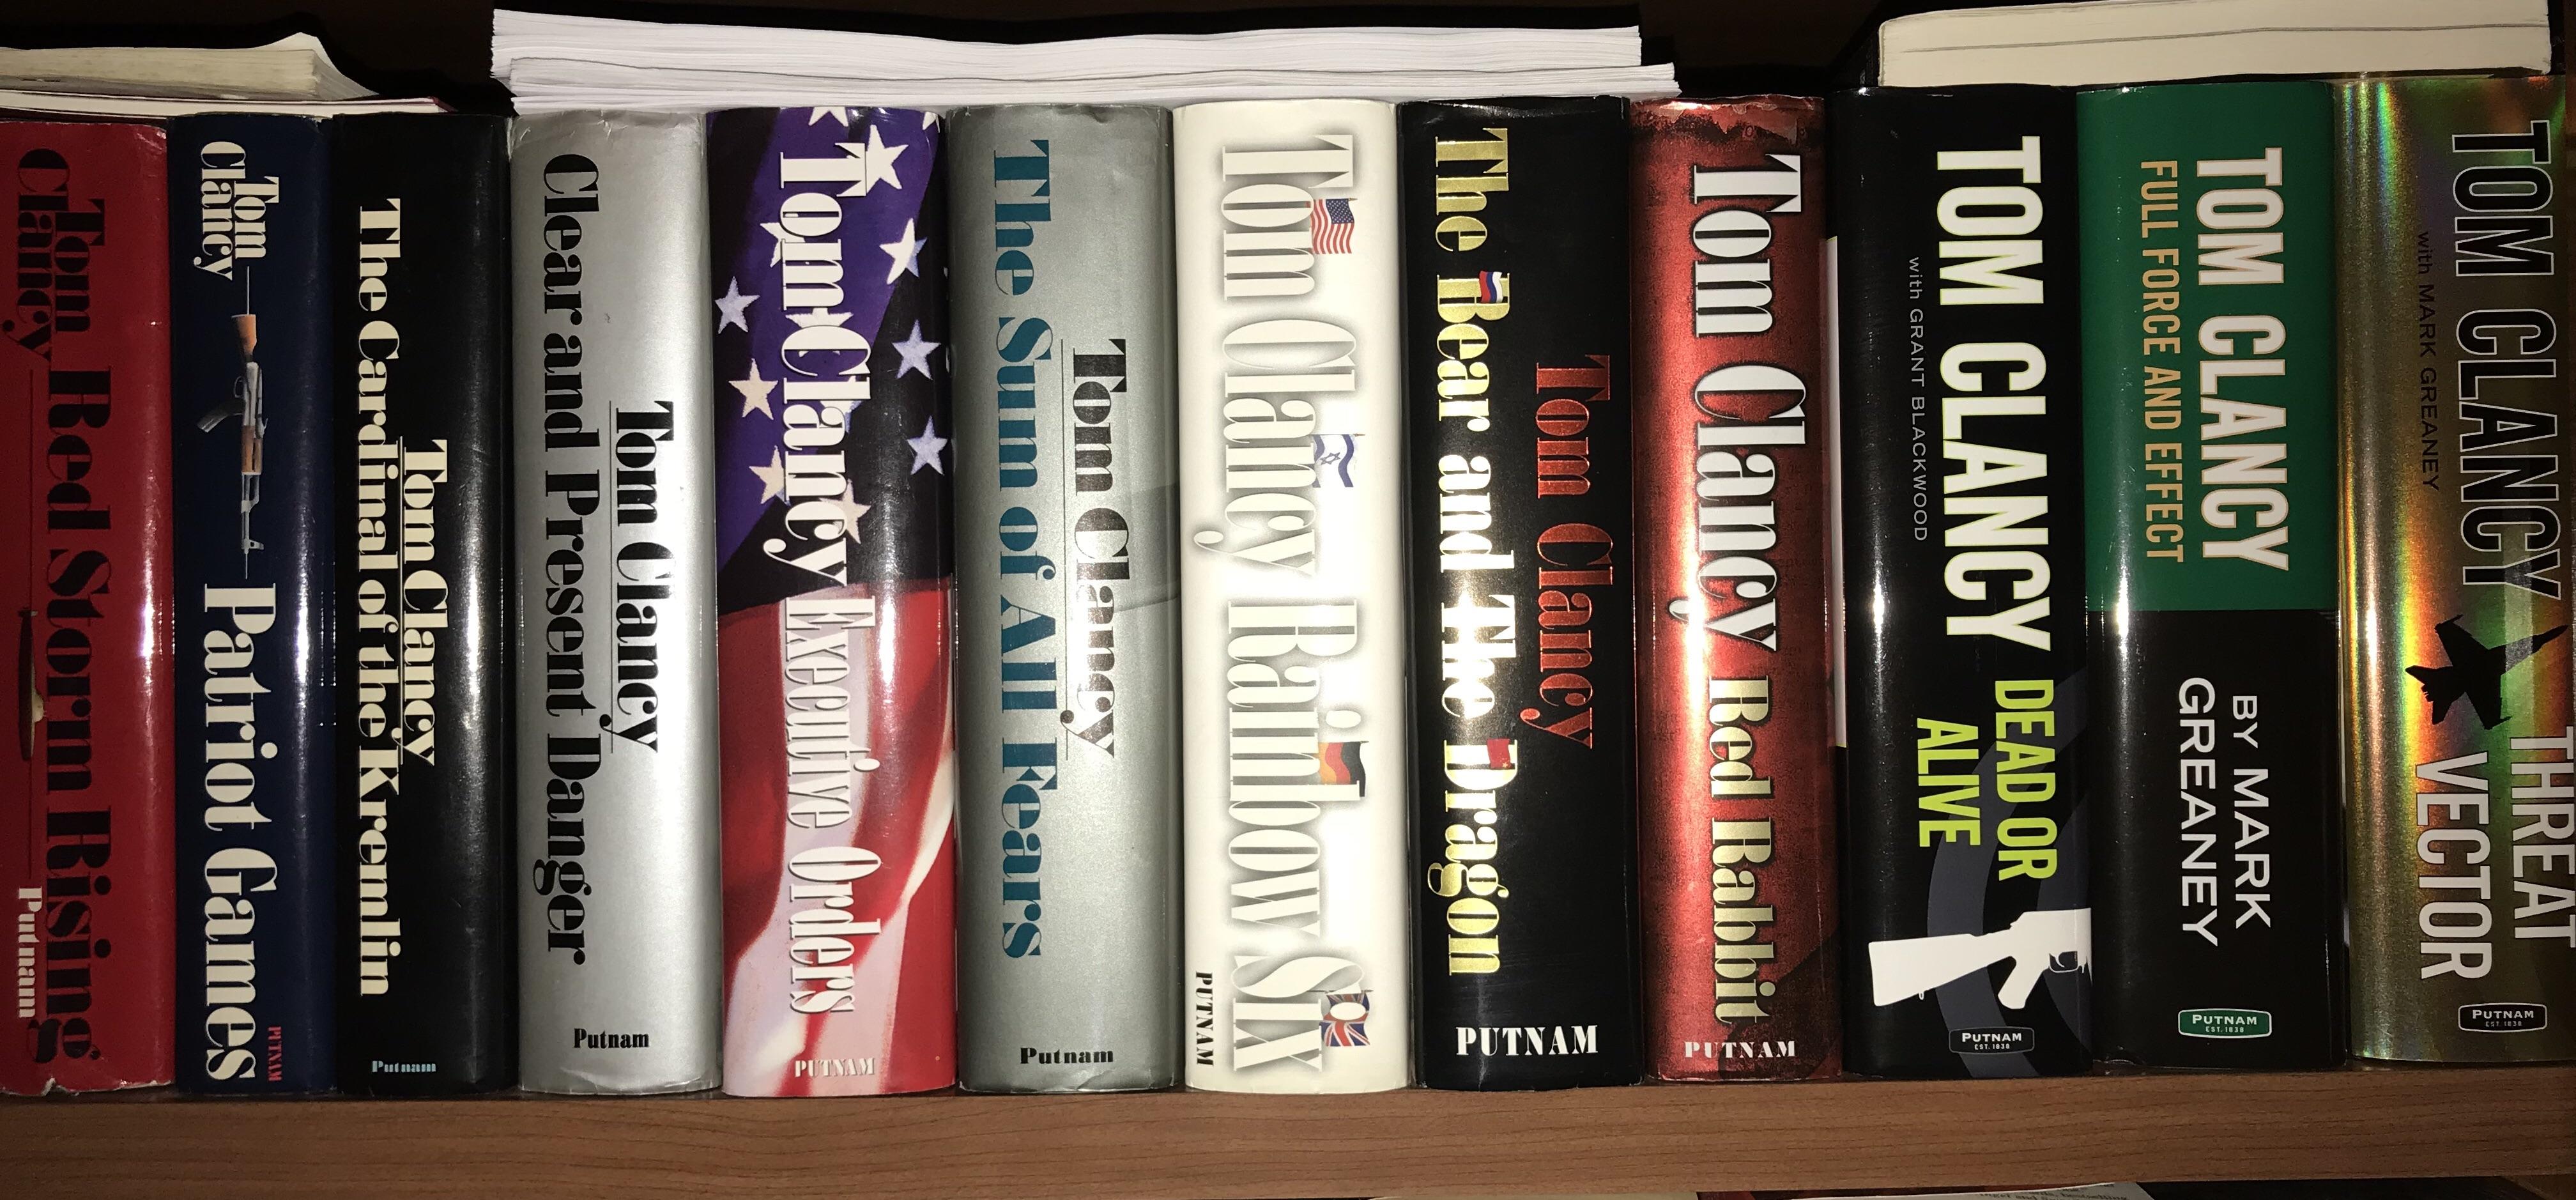 Tom
Clancy
Red Storm Rising
Putnam
Tom
Clancy
Patriot Games
PUTNAM
Tom Clancy
The Cardinal of the Kremlin
Putnam
Tom Clancy
Clear and Present Danger
Putnam
Tom Clancy Executive Orders
PUTNAM
Tom Clancy
The Sum of All Fears
Putnam
Tom Clancy Rainbow Six
PUTNAM
Tom Clancy
The Bear and The Dragon
PUTNAM
Tom Clancy Red Rabbit
PUTNAM
TOM CLANCY
with GRANT BLACKWOOD
DEAD OR
ALIVE
PUTNAM
EST. 1838
TOM CLANCY
FULL FORCE AND EFFECT
BY MARK
GREANEY
PUTNAM
EST. 1838
TOM CLANCY
with MARK GREANEY
THREAT
VECTOR
PUTNAM
EST. 1838